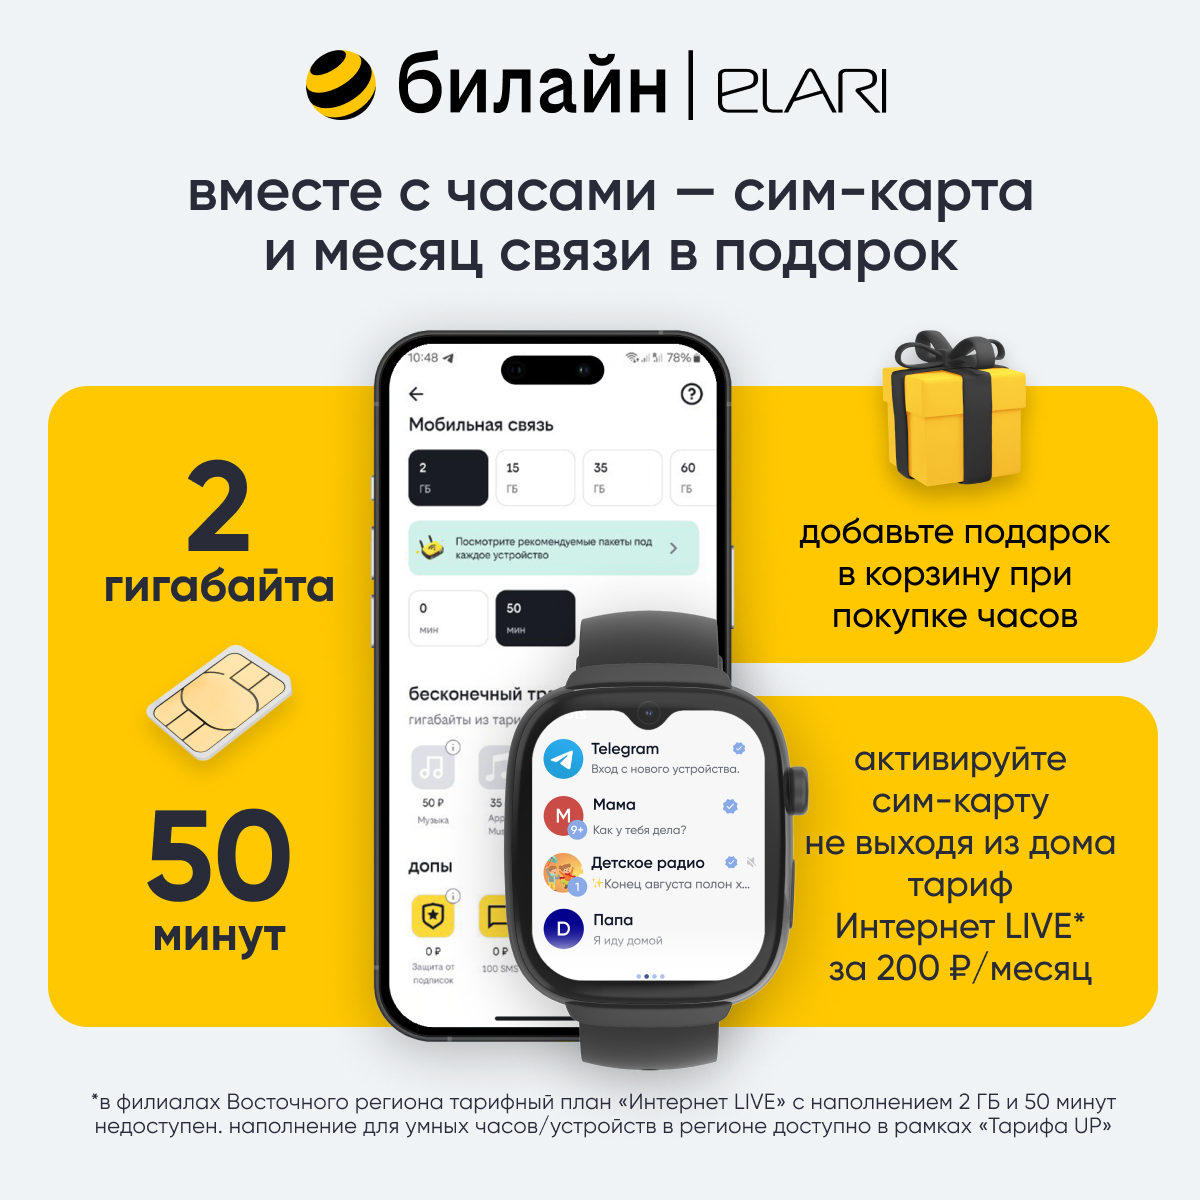 билайн | ELARI
вместе с часами — сим-карта
и месяц связи в подарок
2
гигабайта
50
минут
10:48
78%
?
Мобильная связь
2
ГБ
15
ГБ
35
ГБ
60
ГБ
Посмотрите рекомендуемые пакеты под
каждое устройство
0
мин
50
мин
бесконечный тр
гигабайты из тари
50 ₽
Музыка
35
App
Mus
допы
0 ₽
Защита от
подписок
0 ₽
100 SMS
Telegram
Вход с нового устройства.
М
9+
Мама
Как у тебя дела?
1
Детское радио
✨Конец августа полон х...
D
Папа
Я иду домой
добавьте подарок
в корзину при
покупке часов
активируйте
сим-карту
не выходя из дома
тариф
Интернет LIVE*
за 200 ₽/месяц
*в филиалах Восточного региона тарифный план «Интернет LIVE» с наполнением 2 ГБ и 50 минут
недоступен. наполнение для умных часов/устройств в регионе доступно в рамках «Тарифа UP»